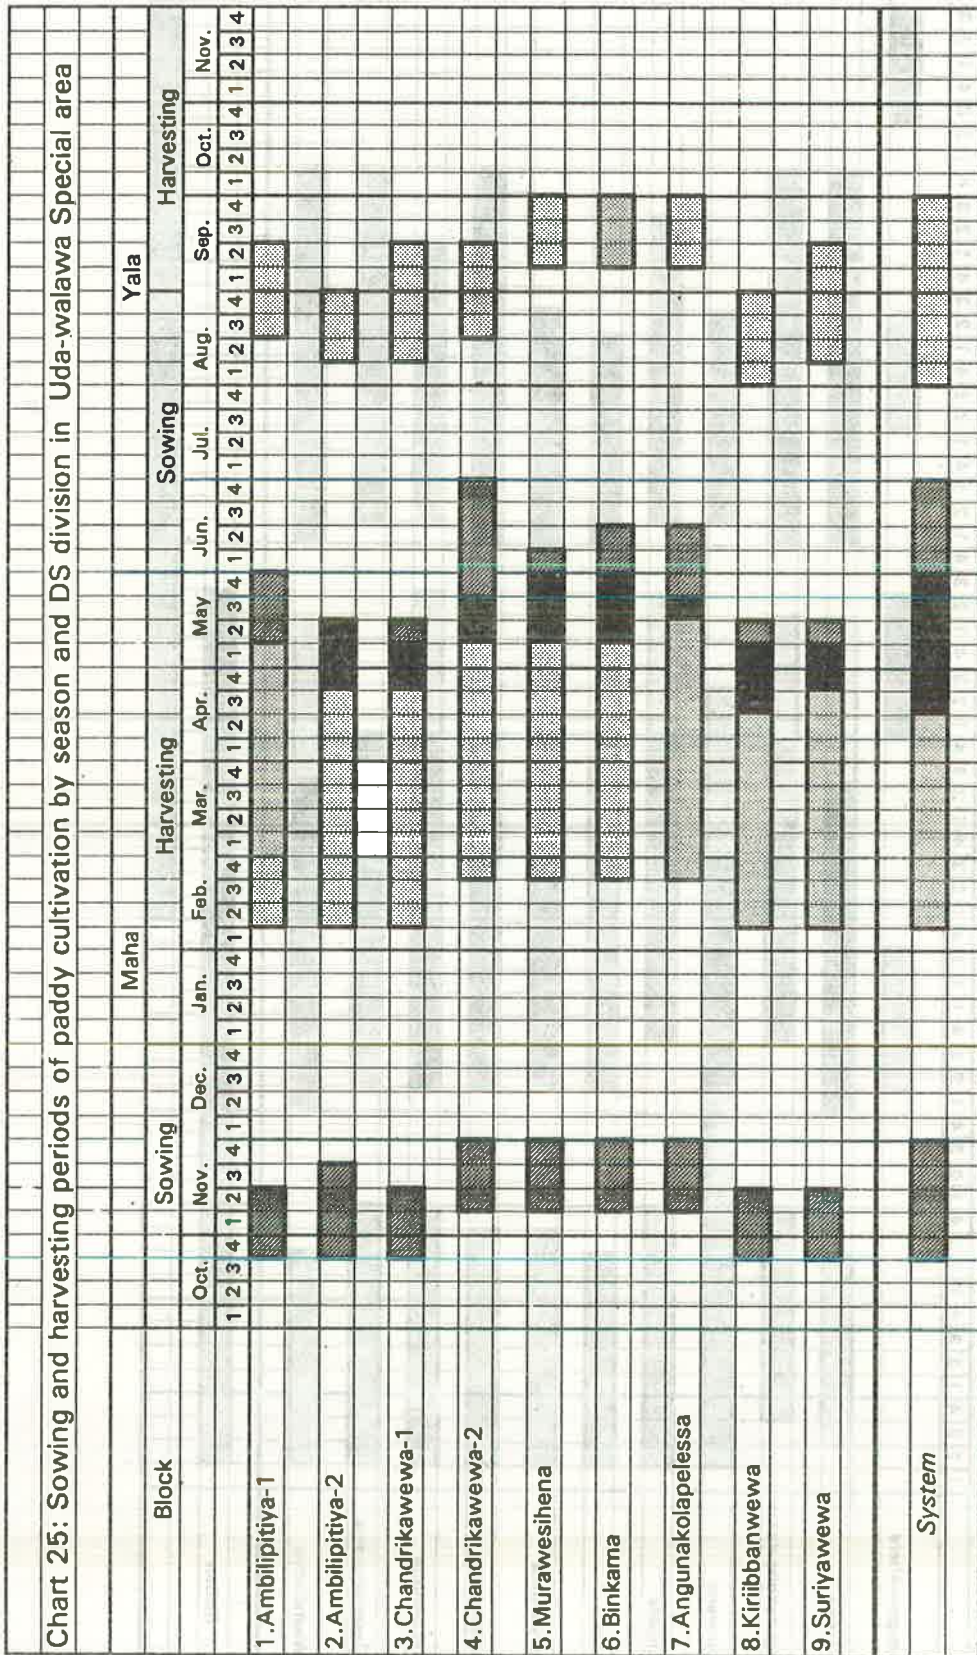 Chart 25: Sowing and harvesting periods of paddy cultivation by season and DS division in Uda-walawa Special area
Maha Yala
Block Sowing Harvesting Sowing Harvesting
Oct. Nov. Dec. Jan. Feb. Mar. Apr. May Jun. Jul. Aug. Sep. Oct. Nov.
1 2 3 4 1 2 3 4 1 2 3 4 1 2 3 4 1 2 3 4 1 2 3 4 1 2 3 4 1 2 3 4 1 2 3 4 1 2 3 4 1 2 3 4 1 2 3 4 1 2 3 4 1 2 3 4
1.Ambilipitiya-1
2.Ambilipitiya-2
3.Chandrikawewa-1
4.Chandrikawewa-2
5.Murawesihena
6.Binkama
7.Angunakolapelessa
8.Kiriibbanwewa
9.Suriyawewa
System